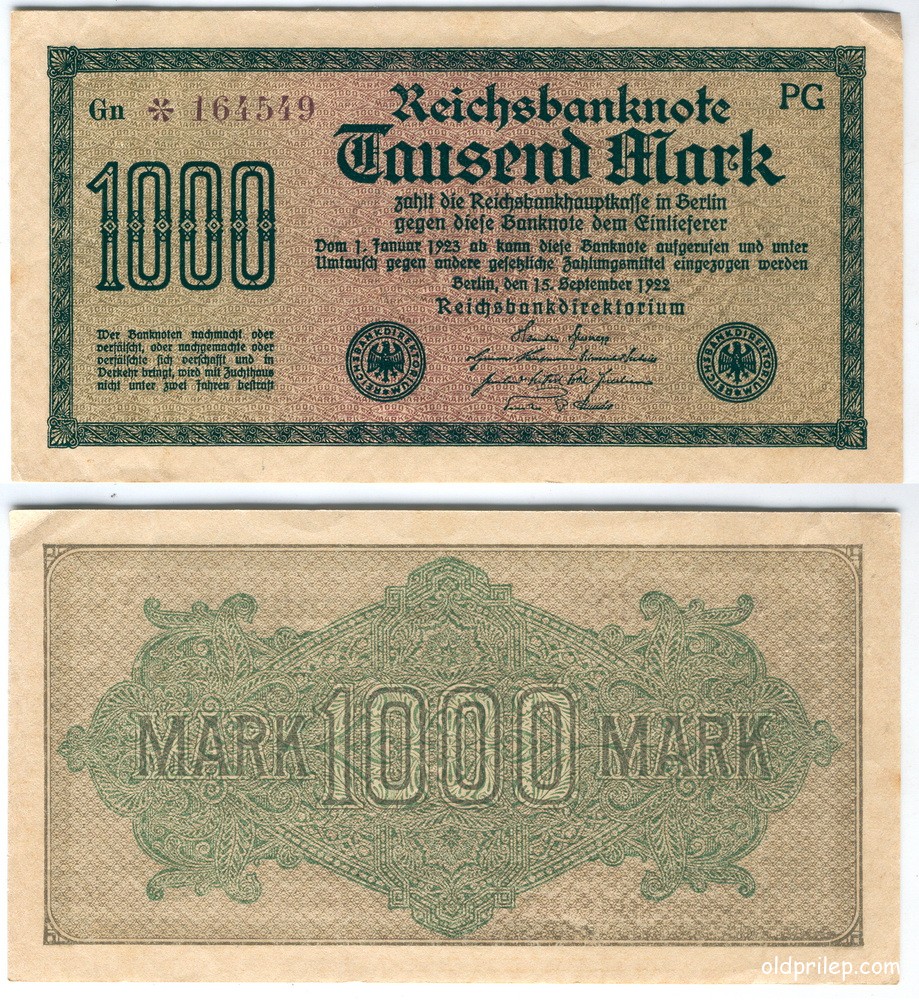 Gn * 164549
PG
Reichsbanknote
Tausend Mark
zahlt die Reichsbankhauptkasse in Berlin
gegen diese Banknote dem Einlieferer
Vom 1. Januar 1923 ab kann diese Banknote aufgerufen und unter
Umtausch gegen andere gesetzliche Zahlungsmittel eingezogen werden
Berlin, den 15. September 1922
Reichsbankdirektorium
1000
Wer Banknoten nachmacht oder
verfälscht, oder nachgemachte oder
verfälschte sich verschafft und in
Verkehr bringt, wird mit Zuchthaus
nicht unter zwei Jahren bestraft
REICHSBANKDIREKTORIUM
REICHSBANKDIREKTORIUM
MARK 1000 MARK
oldprilep.com